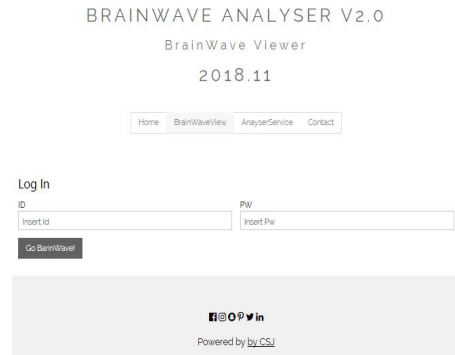 BRAINWAVE ANALYSER V2.0
BrainWave Viewer
2018.11
Home BrainWaveView AnayserService Contact
Log In
ID PW
Insert Id Insert Pw
Go BarinWave!
Powered by by CSJ